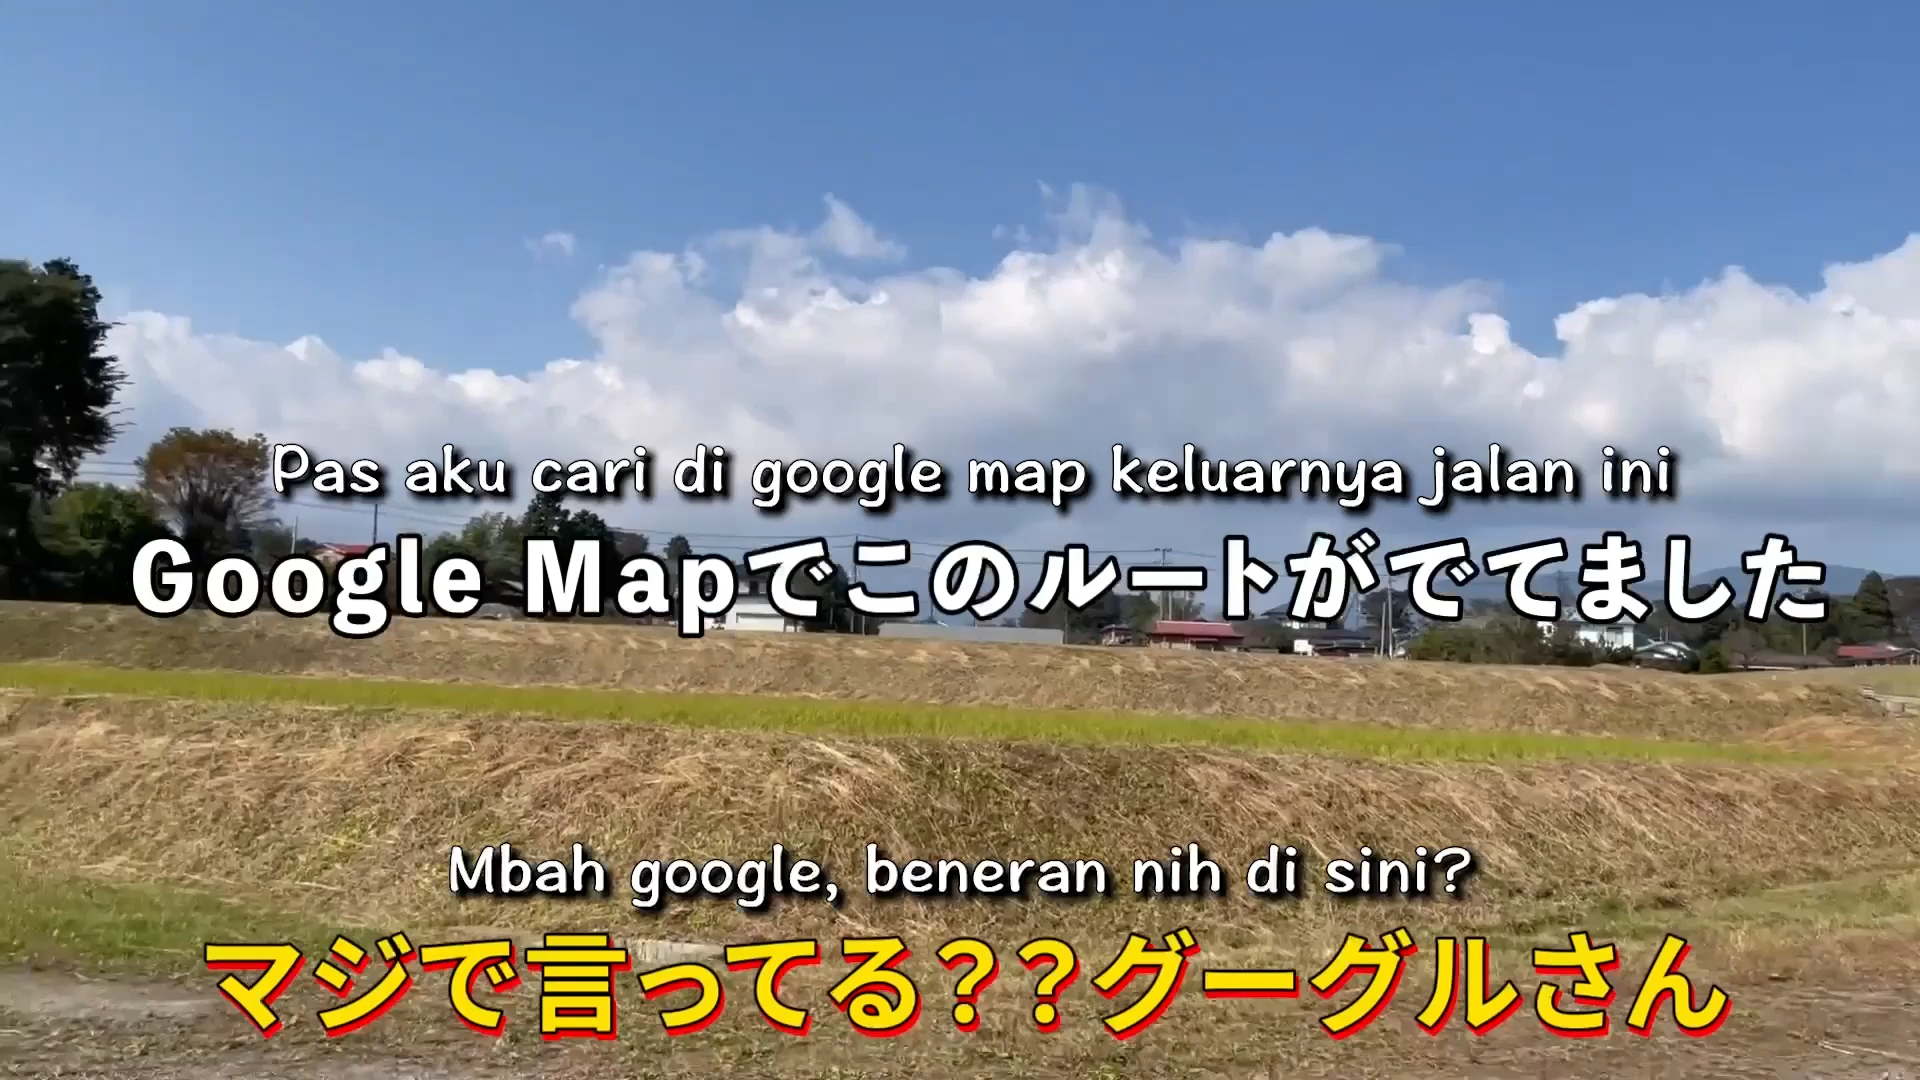 Pas aku cari di google map keluarnya jalan ini
Google Mapでこのルートがでてました
Mbah google, beneran nih di sini?
マジで言ってる？？グーグルさん